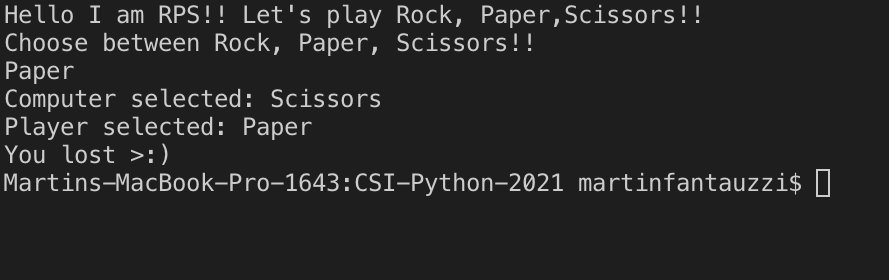 Hello I am RPS!! Let's play Rock, Paper,Scissors!!
Choose between Rock, Paper, Scissors!!
Paper
Computer selected: Scissors
Player selected: Paper
You lost >:)
Martins-MacBook-Pro-1643:CSI-Python-2021 martinfantauzzi$